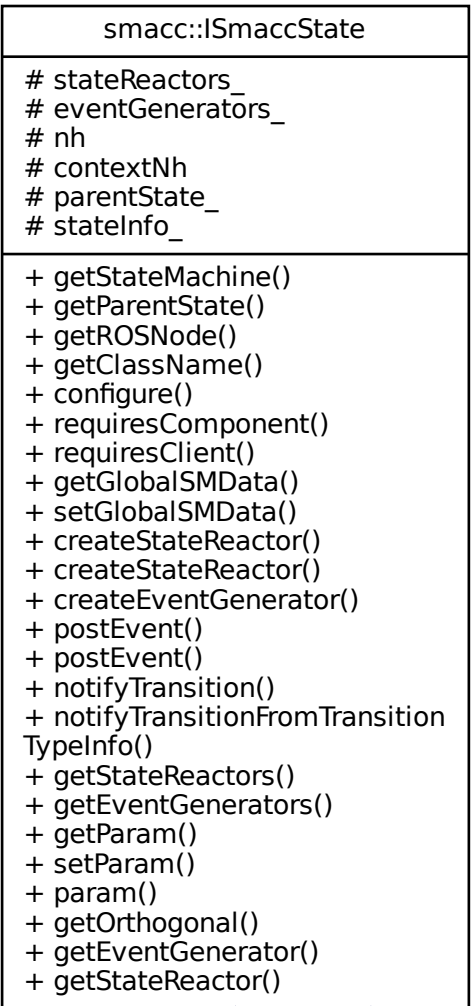 smacc::ISmaccState
# stateReactors_
# eventGenerators_
# nh
# contextNh
# parentState_
# stateInfo_
+ getStateMachine()
+ getParentState()
+ getROSNode()
+ getClassName()
+ configure()
+ requiresComponent()
+ requiresClient()
+ getGlobalSMData()
+ setGlobalSMData()
+ createStateReactor()
+ createStateReactor()
+ createEventGenerator()
+ postEvent()
+ postEvent()
+ notifyTransition()
+ notifyTransitionFromTransition
TypeInfo()
+ getStateReactors()
+ getEventGenerators()
+ getParam()
+ setParam()
+ param()
+ getOrthogonal()
+ getEventGenerator()
+ getStateReactor()